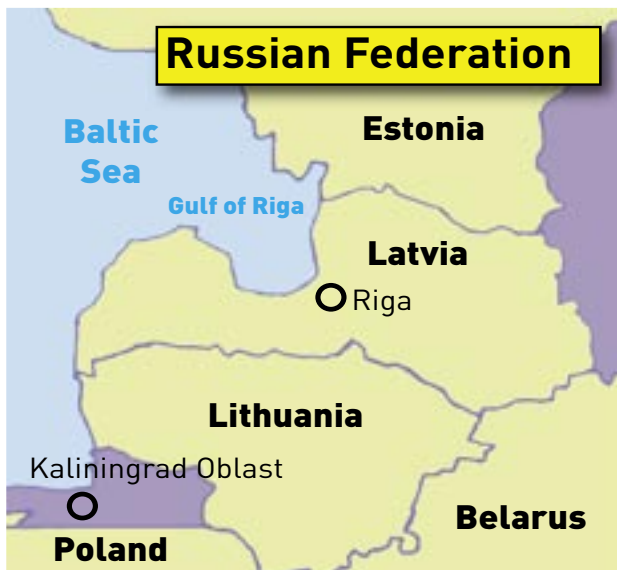 Russian Federation
Baltic
Sea
Estonia
Gulf of Riga
Latvia
Riga
Lithuania
Kaliningrad Oblast
Belarus
Poland